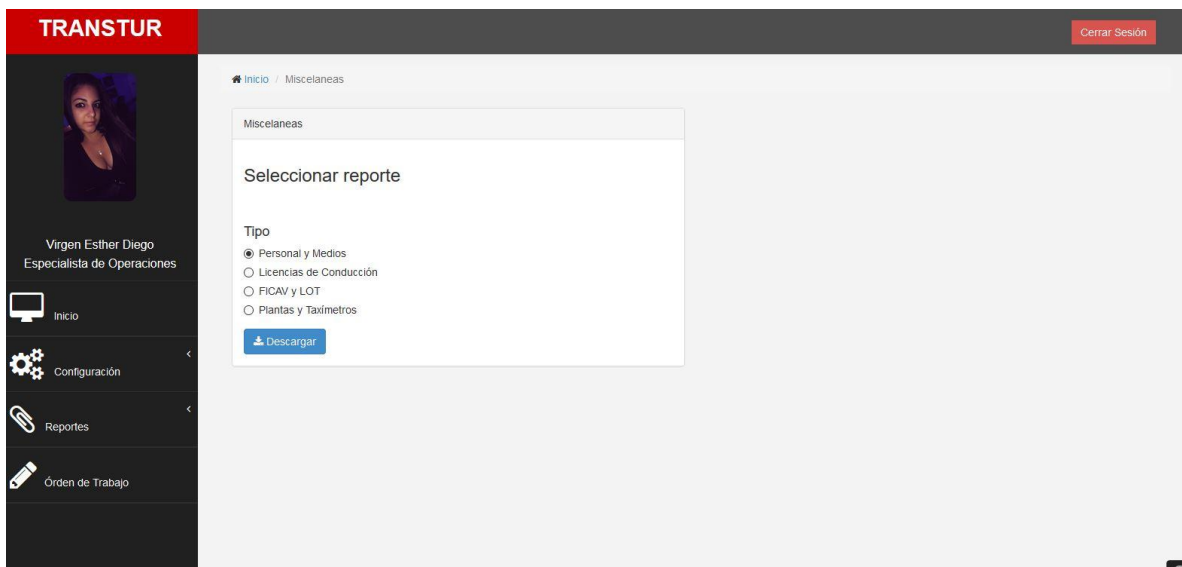 TRANSTUR
Cerrar Sesión
Inicio / Miscelaneas
Miscelaneas
Seleccionar reporte
Tipo
Personal y Medios
Licencias de Conducción
FICAV y LOT
Plantas y Taxímetros
Descargar
Virgen Esther Diego
Especialista de Operaciones
Inicio
Configuración
Reportes
Órden de Trabajo